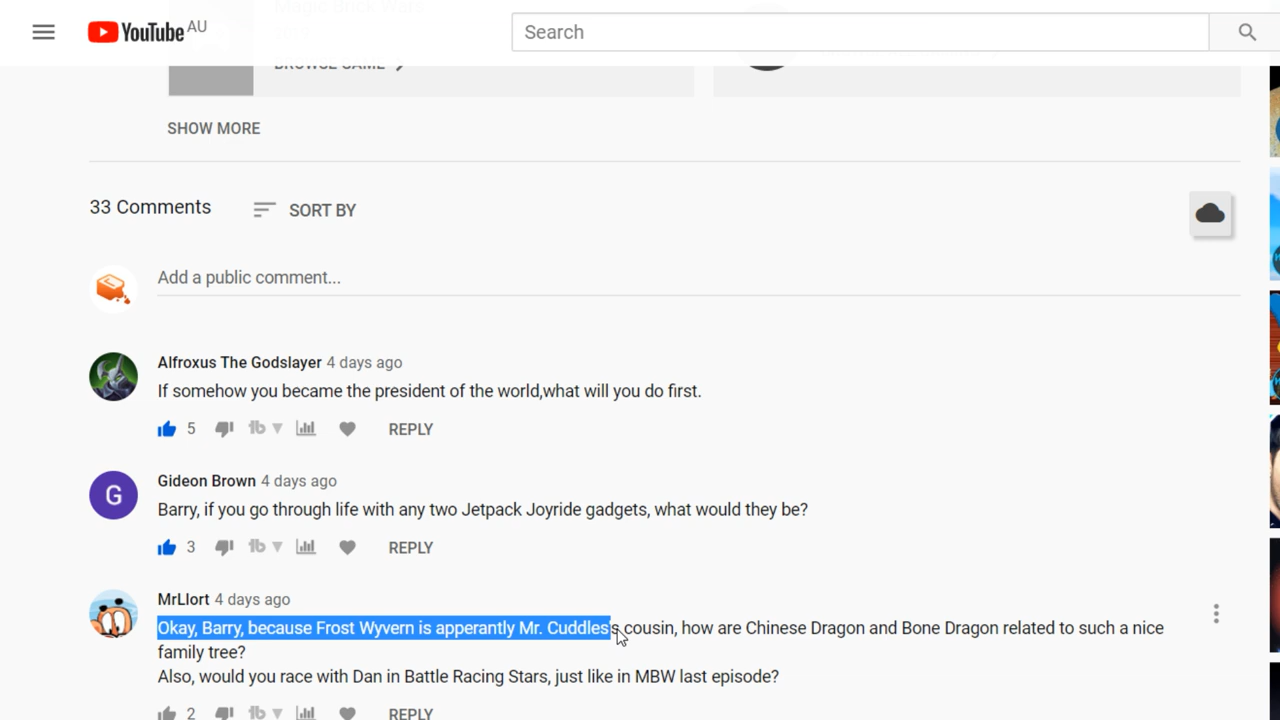 YouTube AU
Search
BROWSE GAME
SHOW MORE
33 Comments
SORT BY
Add a public comment...
Alfroxus The Godslayer 4 days ago
If somehow you became the president of the world,what will you do first.
5
REPLY
G
Gideon Brown 4 days ago
Barry, if you go through life with any two Jetpack Joyride gadgets, what would they be?
3
REPLY
MrLlort 4 days ago
Okay, Barry, because Frost Wyvern is apperantly Mr. Cuddles's cousin, how are Chinese Dragon and Bone Dragon related to such a nice
family tree?
Also, would you race with Dan in Battle Racing Stars, just like in MBW last episode?
2
REPLY